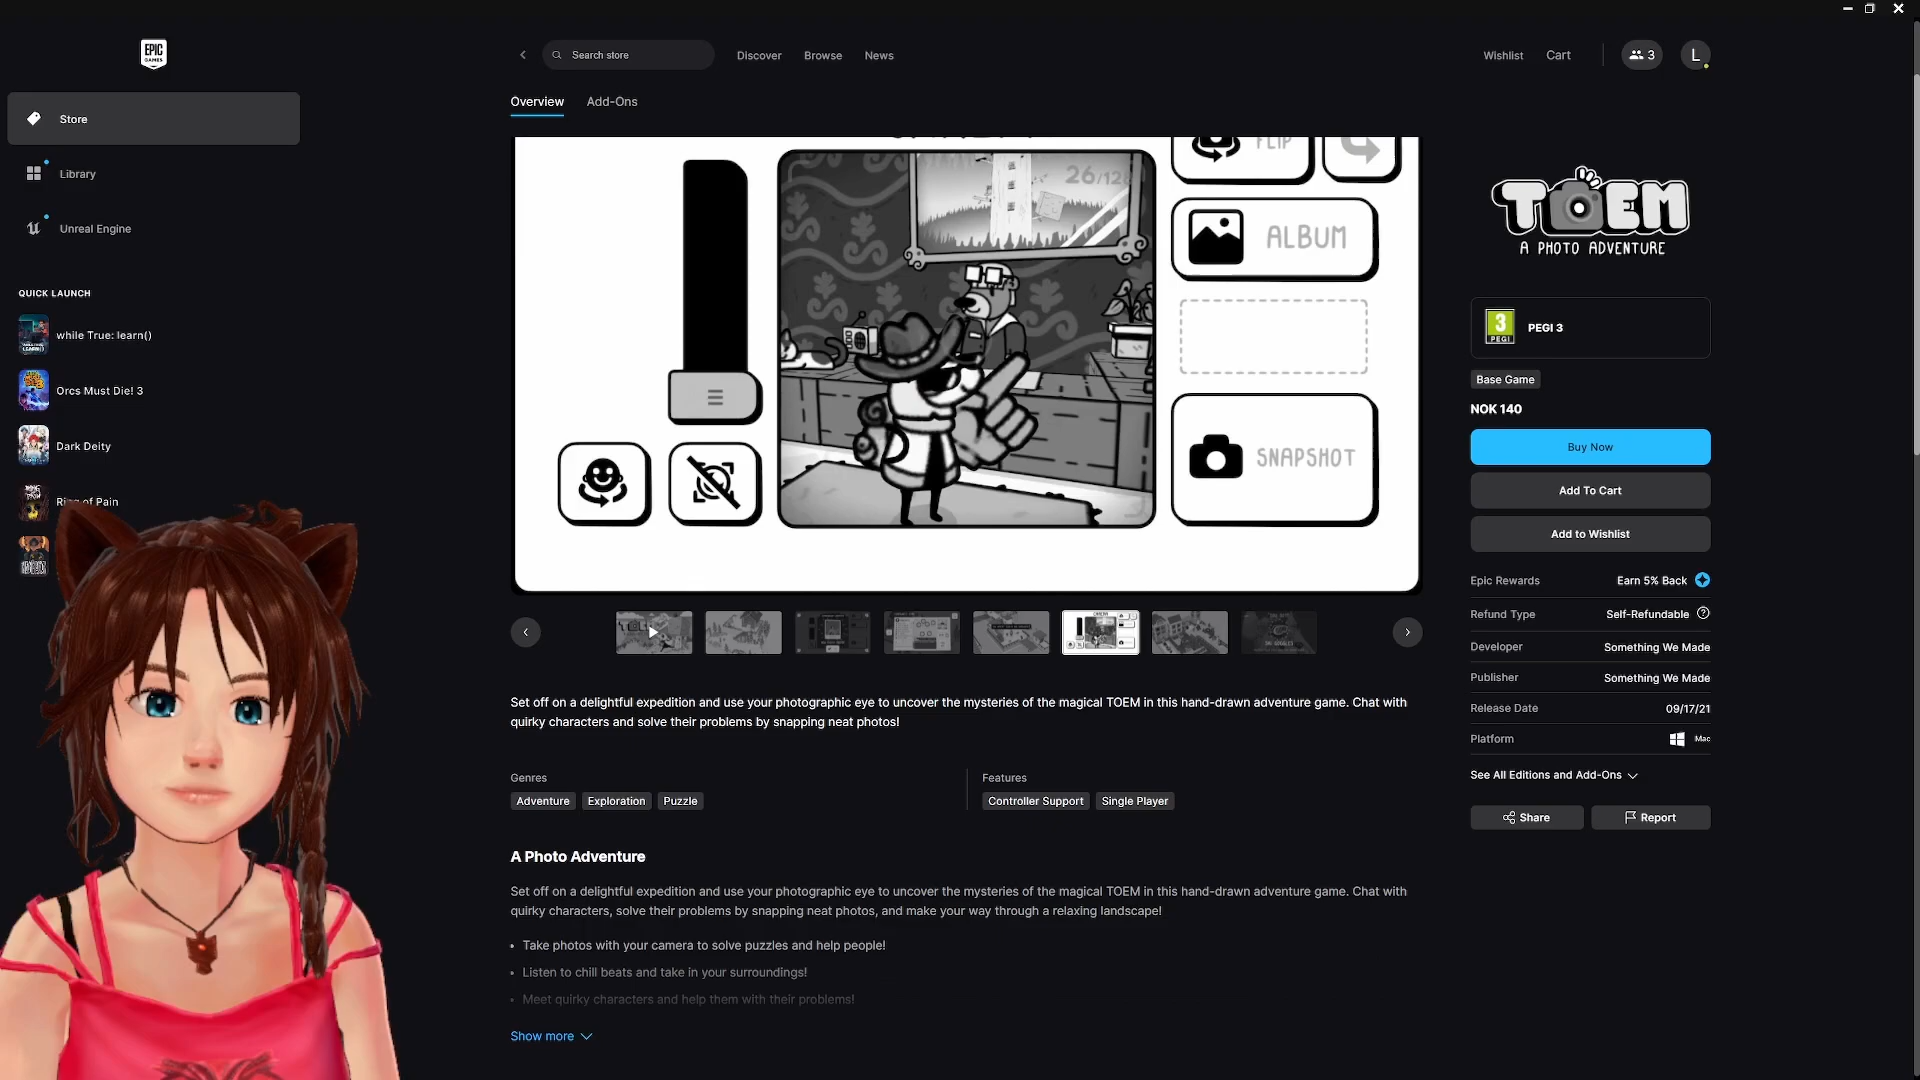 EPIC
GAMES
Search store
Discover
Browse
News
Wishlist
Cart
3
L
Store
Library
Unreal Engine
QUICK LAUNCH
while True: learn()
Orcs Must Die! 3
Dark Deity
Ring of Pain
Overview
Add-Ons
FLIP
26/12
ALBUM
SNAPSHOT
TOEM
A PHOTO ADVENTURE
3
PEGI
PEGI 3
Base Game
NOK 140
Buy Now
Add To Cart
Add to Wishlist
Epic Rewards
Earn 5% Back
Refund Type
Self-Refundable
Developer
Something We Made
Publisher
Something We Made
Release Date
09/17/21
Platform
Mac
See All Editions and Add-Ons
Share
Report
Set off on a delightful expedition and use your photographic eye to uncover the mysteries of the magical TOEM in this hand-drawn adventure game. Chat with
quirky characters and solve their problems by snapping neat photos!
Genres
Adventure
Exploration
Puzzle
Features
Controller Support
Single Player
A Photo Adventure
Set off on a delightful expedition and use your photographic eye to uncover the mysteries of the magical TOEM in this hand-drawn adventure game. Chat with
quirky characters, solve their problems by snapping neat photos, and make your way through a relaxing landscape!
• Take photos with your camera to solve puzzles and help people!
• Listen to chill beats and take in your surroundings!
• Meet quirky characters and help them with their problems!
Show more